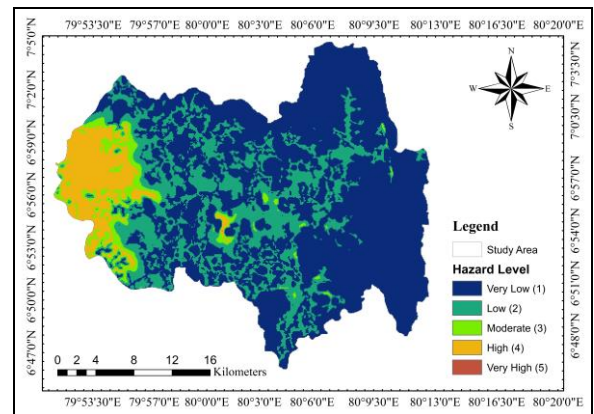 79°53'30"E 79°57'0"E 80°0'0"E 80°3'30"E 80°6'0"E 80°9'30"E 80°13'0"E 80°16'30"E 80°20'0"E
7°5'0"N
7°2'0"N
6°59'0"N
6°56'0"N
6°53'0"N
6°50'0"N
6°47'0"N
N
W E
S
7°3'30"N
6°57'0"N
6°54'0"N
6°51'0"N
6°48'0"N
Legend
Study Area
Hazard Level
Very Low (1)
Low (2)
Moderate (3)
High (4)
Very High (5)
0 2 4 8 12 16
Kilometers
79°53'30"E 79°57'0"E 80°0'0"E 80°3'30"E 80°6'0"E 80°9'30"E 80°13'0"E 80°16'30"E 80°20'0"E